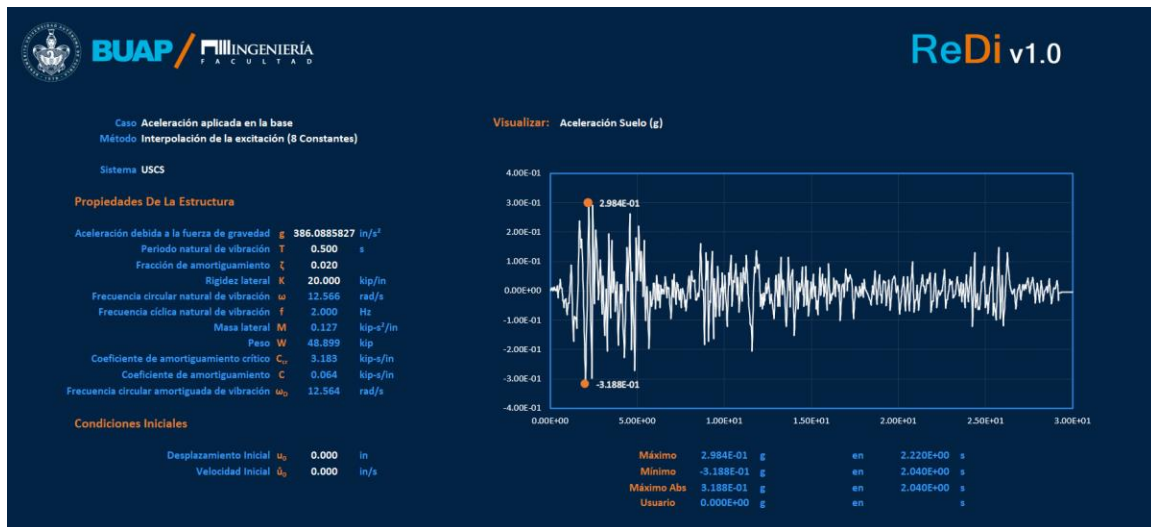 BUAP / INGENIERÍA
FACULTAD
ReDi v1.0
Caso Aceleración aplicada en la base
Método Interpolación de la excitación (8 Constantes)
Sistema USCS
Propiedades De La Estructura
Aceleración debida a la fuerza de gravedad g 386.0885827 in/s²
Periodo natural de vibración T 0.500 s
Fracción de amortiguamiento ζ 0.020
Rigidez lateral K 20.000 kip/in
Frecuencia circular natural de vibración ω 12.566 rad/s
Frecuencia cíclica natural de vibración f 2.000 Hz
Masa lateral M 0.127 kip-s²/in
Peso W 48.899 kip
Coeficiente de amortiguamiento crítico Ccr 3.183 kip-s/in
Coeficiente de amortiguamiento C 0.064 kip-s/in
Frecuencia circular amortiguada de vibración ωD 12.564 rad/s
Condiciones Iniciales
Desplazamiento Inicial u₀ 0.000 in
Velocidad Inicial û₀ 0.000 in/s
Visualizar: Aceleración Suelo (g)
4.00E-01
3.00E-01
2.00E-01
1.00E-01
0.00E+00
-1.00E-01
-2.00E-01
-3.00E-01
-4.00E-01
2.984E-01
-3.188E-01
0.00E+00 5.00E+00 1.00E+01 1.50E+01 2.00E+01 2.50E+01 3.00E+01
Máximo 2.984E-01 g en 2.220E+00 s
Mínimo -3.188E-01 g en 2.040E+00 s
Máximo Abs 3.188E-01 g en 2.040E+00 s
Usuario 0.000E+00 g en s